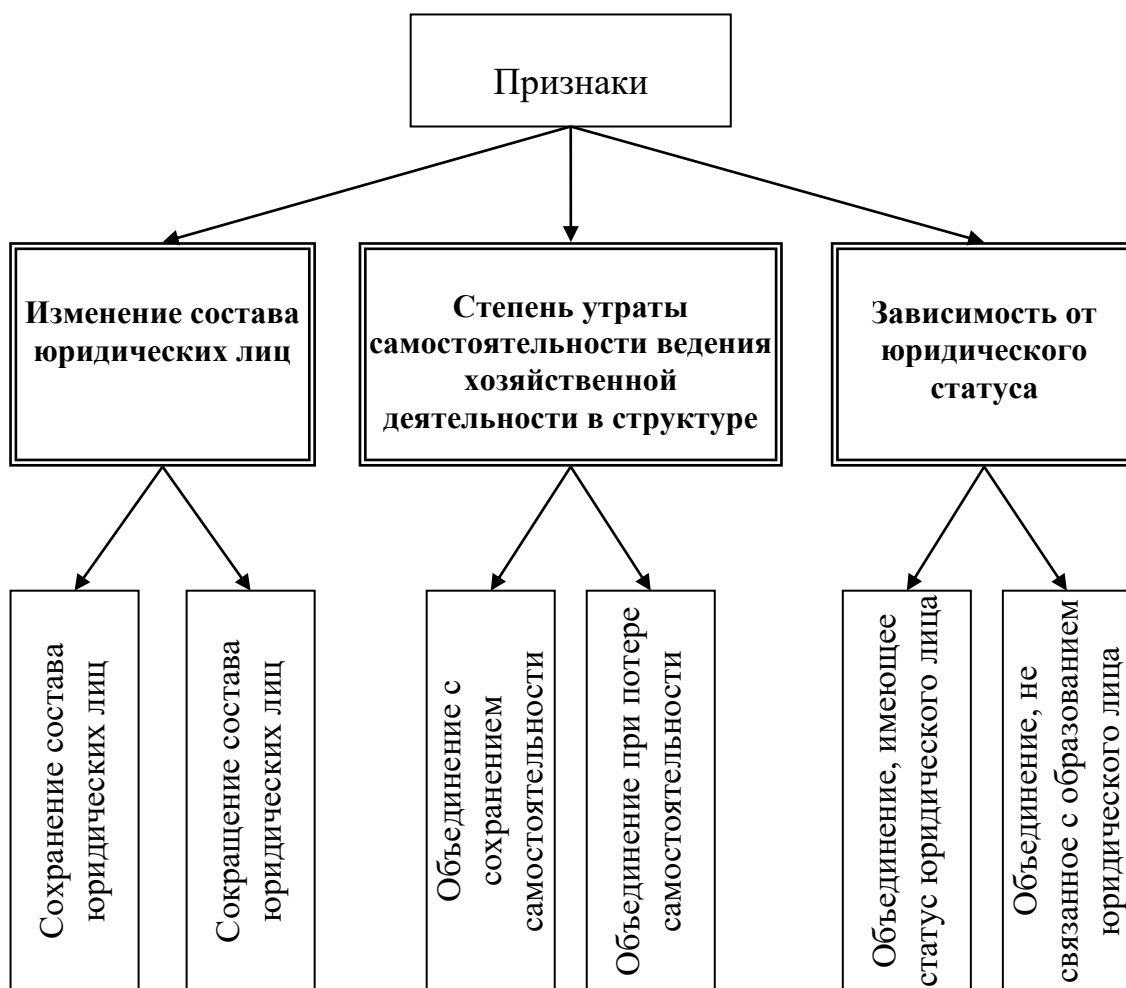 Признаки
Изменение состава
юридических лиц
Степень утраты
самостоятельности ведения
хозяйственной
деятельности в структуре
Зависимость от
юридического
статуса
Сохранение состава
юридических лиц
Сокращение состава
юридических лиц
Объединение с
сохранением
самостоятельности
Объединение при потере
самостоятельности
Объединение, имеющее
статус юридического лица
Объединение, не
связанное с образованием
юридического лица